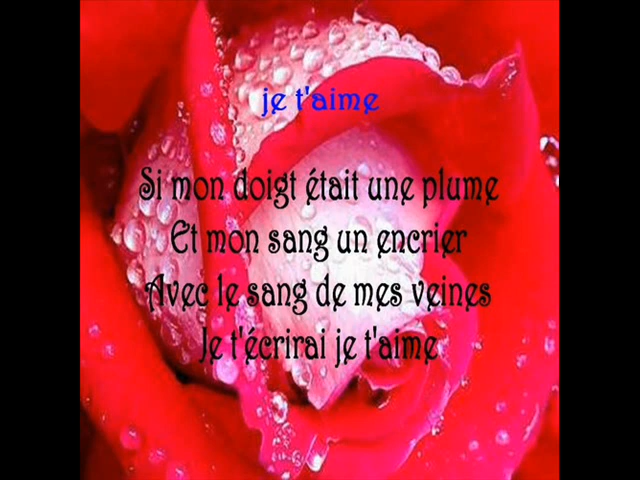 je t'aime
Si mon doigt était une plume
Et mon sang un encrier
Avec le sang de mes veines
Je t'écrirai je t'aime